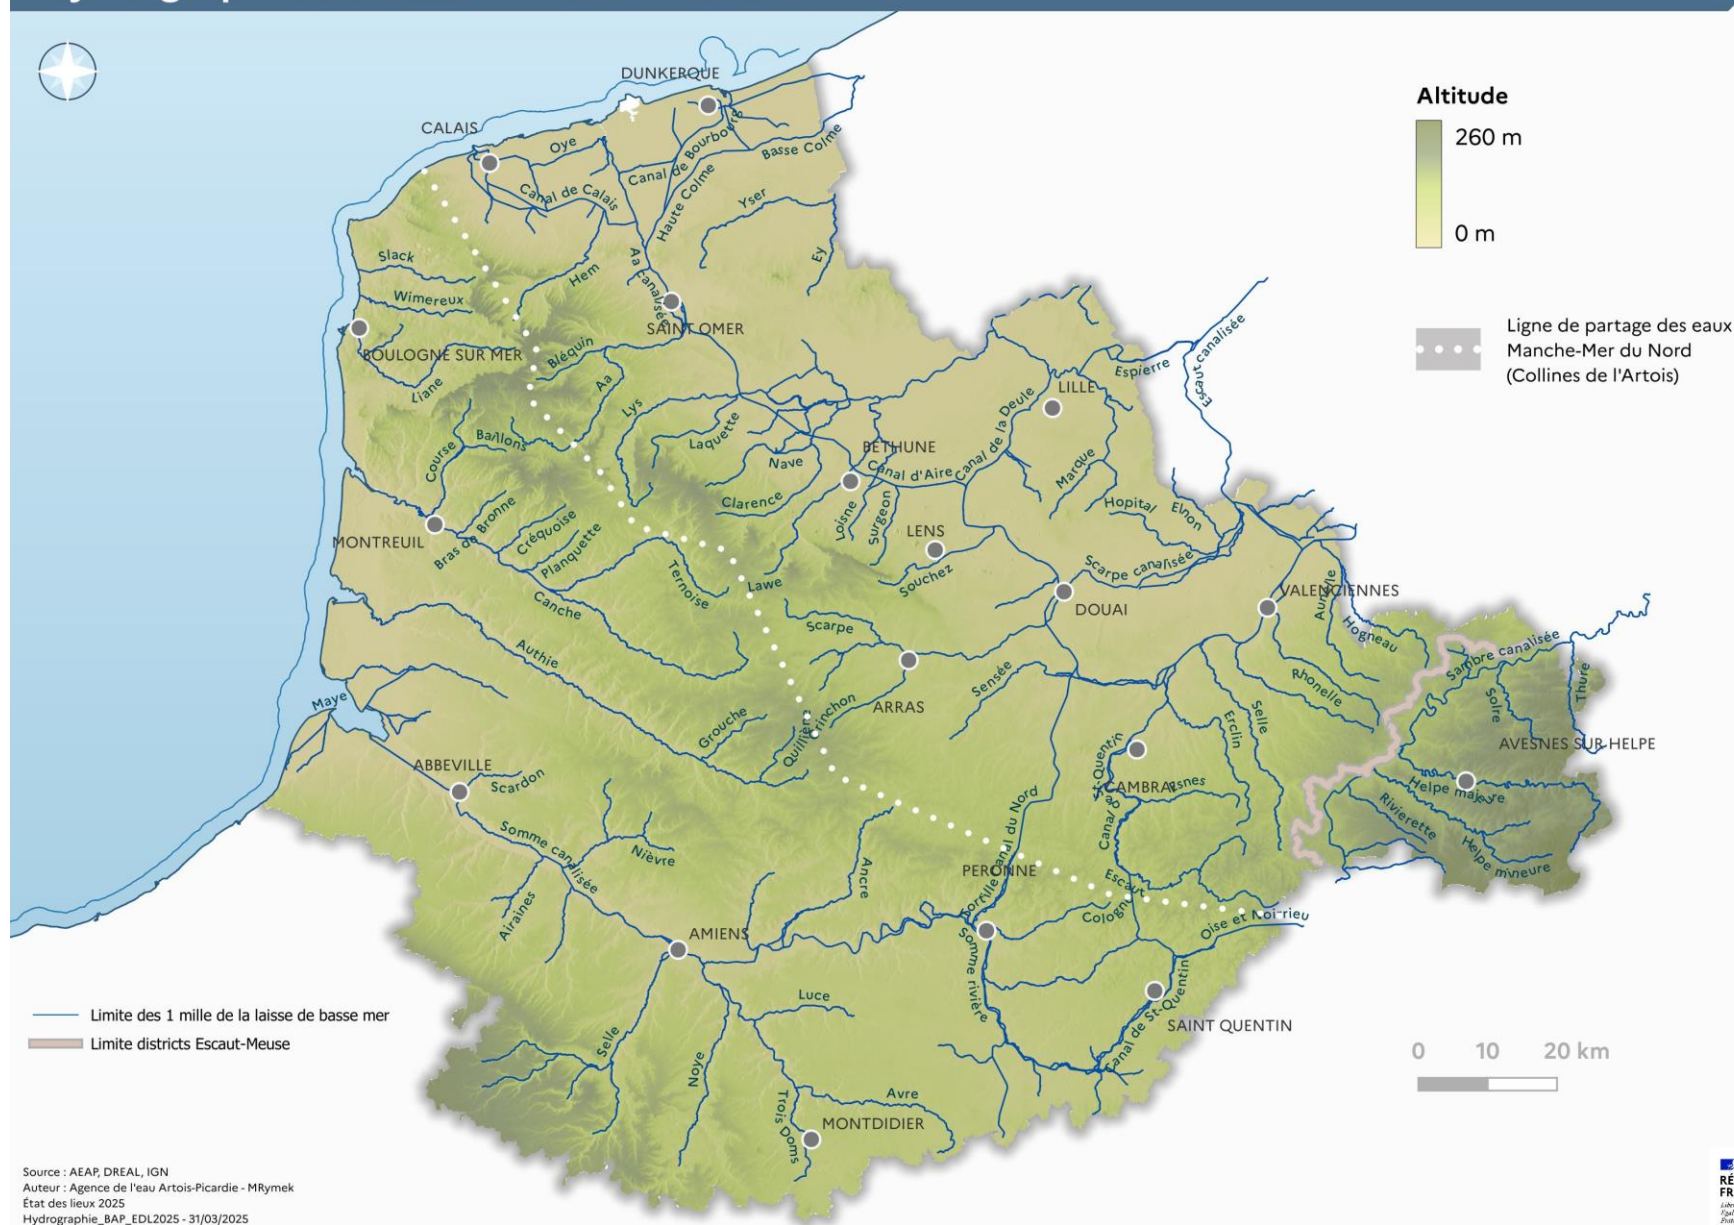 DUNKERQUE
CALAIS
Oye
Canal de Bourbourg
Basse Colme
Canal de Calais
Haute Colme
Yser
Ey
Slack
Wimereux
Hem
Aa canalisée
SAINT OMER
BOULOGNE SUR MER
Liane
Bléquin
Aa
Lys
Course
Baillons
Laquette
Nave
Clarence
BETHUNE
Canal d'Aire
Canal de la Deule
LILLE
Espierre
Escaut canalisée
Marque
Hopital
Elnon
Loisne
Surgeon
LENS
Souchez
Scarpe canalisée
DOUAI
MONTREUIL
Bras de Bronne
Créquoise
Planquette
Ternoise
Lawe
Canche
Authie
Scarpe
ARRAS
Sensée
VALENCIENNES
Hogneau
Rhonelle
Sambre canalisée
Solre
Thure
AVESNES SUR HELPE
Helpe majeure
Rivierette
Helpe mineure
Maye
ABBEVILLE
Scardon
Grouche
Somme canalisée
Nièvre
Airaines
AMIENS
Ancre
Canal du Nord
PERONNE
Somme rivière
CAMBRAI
Erclin
Selle
Escaut
Oise et Noirrieu
SAINT QUENTIN
Canal de St-Quentin
Luce
Selle
Noye
Trois Doms
Avre
MONTDIDIER
Altitude
260 m
0 m
Ligne de partage des eaux
Manche-Mer du Nord
(Collines de l'Artois)
Limite des 1 mille de la laisse de basse mer
Limite districts Escaut-Meuse
0 10 20 km
Source : AEAP, DREAL, IGN
Auteur : Agence de l'eau Artois-Picardie - MRymek
État des lieux 2025
Hydrographie_BAP_EDL2025 - 31/03/2025